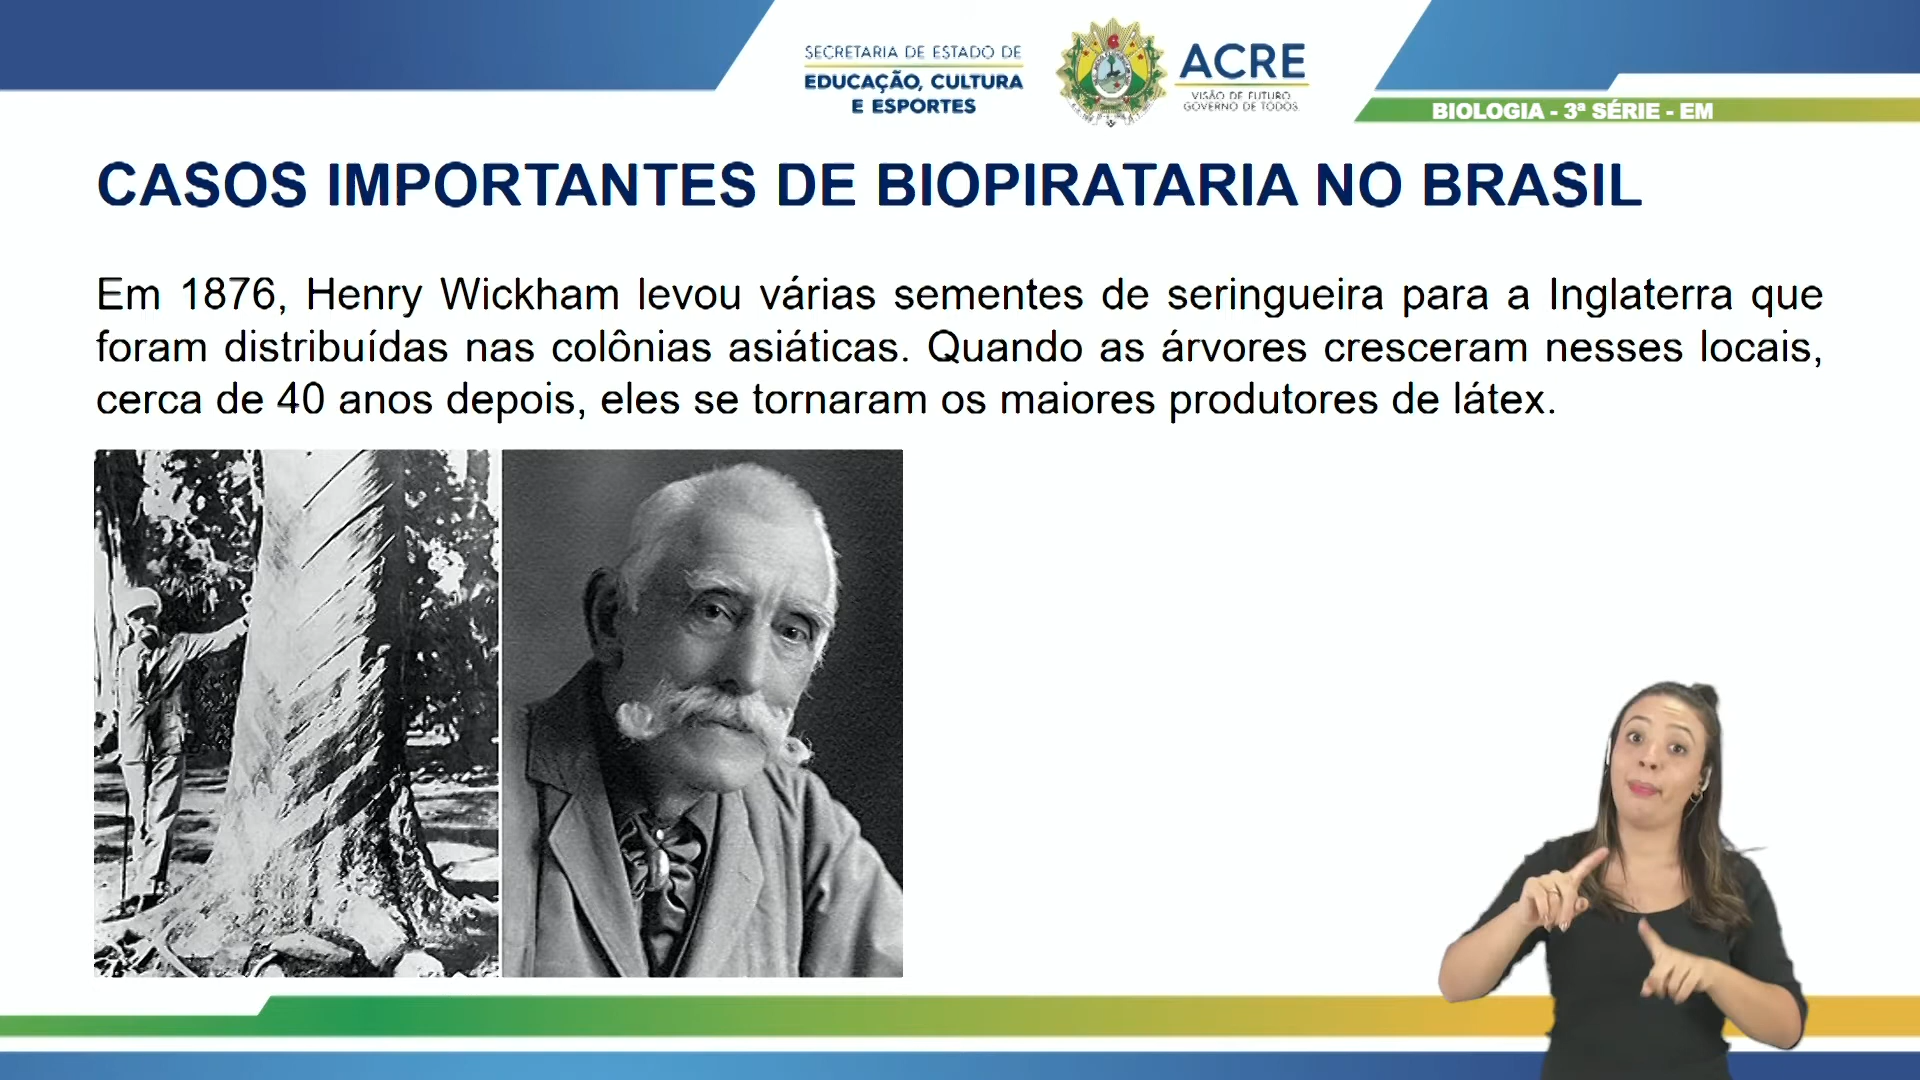 SECRETARIA DE ESTADO DE
EDUCAÇÃO, CULTURA
E ESPORTES
ACRE
VISÃO DE FUTURO
GOVERNO DE TODOS
BIOLOGIA - 3ª SÉRIE - EM
CASOS IMPORTANTES DE BIOPIRATARIA NO BRASIL
Em 1876, Henry Wickham levou várias sementes de seringueira para a Inglaterra que
foram distribuídas nas colônias asiáticas. Quando as árvores cresceram nesses locais,
cerca de 40 anos depois, eles se tornaram os maiores produtores de látex.